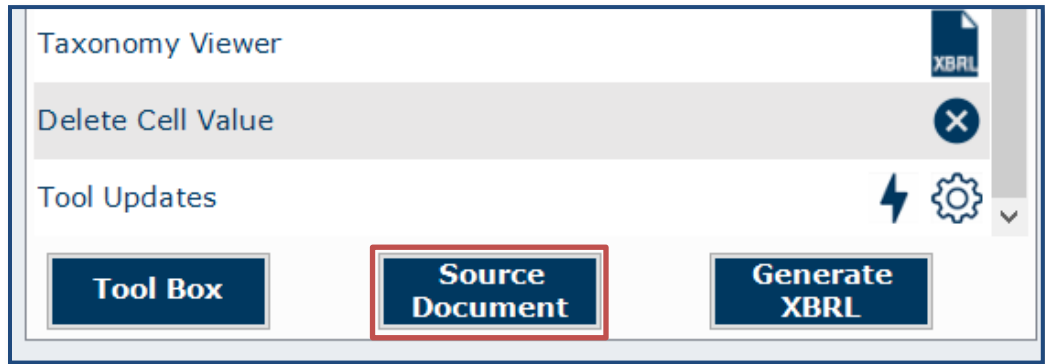 Taxonomy Viewer
XBRL
Delete Cell Value
Tool Updates
Tool Box
Source
Document
Generate
XBRL